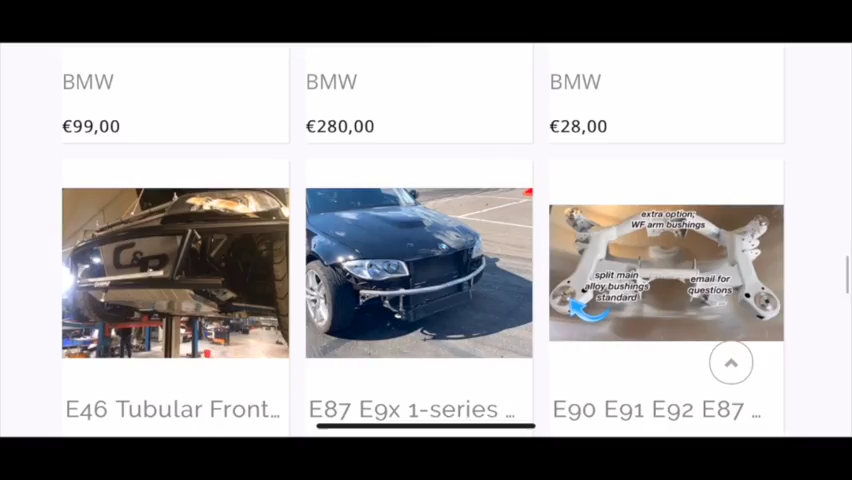 BMW
BMW
BMW
€99,00
€280,00
€28,00
C&P
extra option;
WF arm bushings
split main
alloy bushings
standard
email for
questions
E46 Tubular Front...
E87 E9x 1-series ...
E90 E91 E92 E87 ...